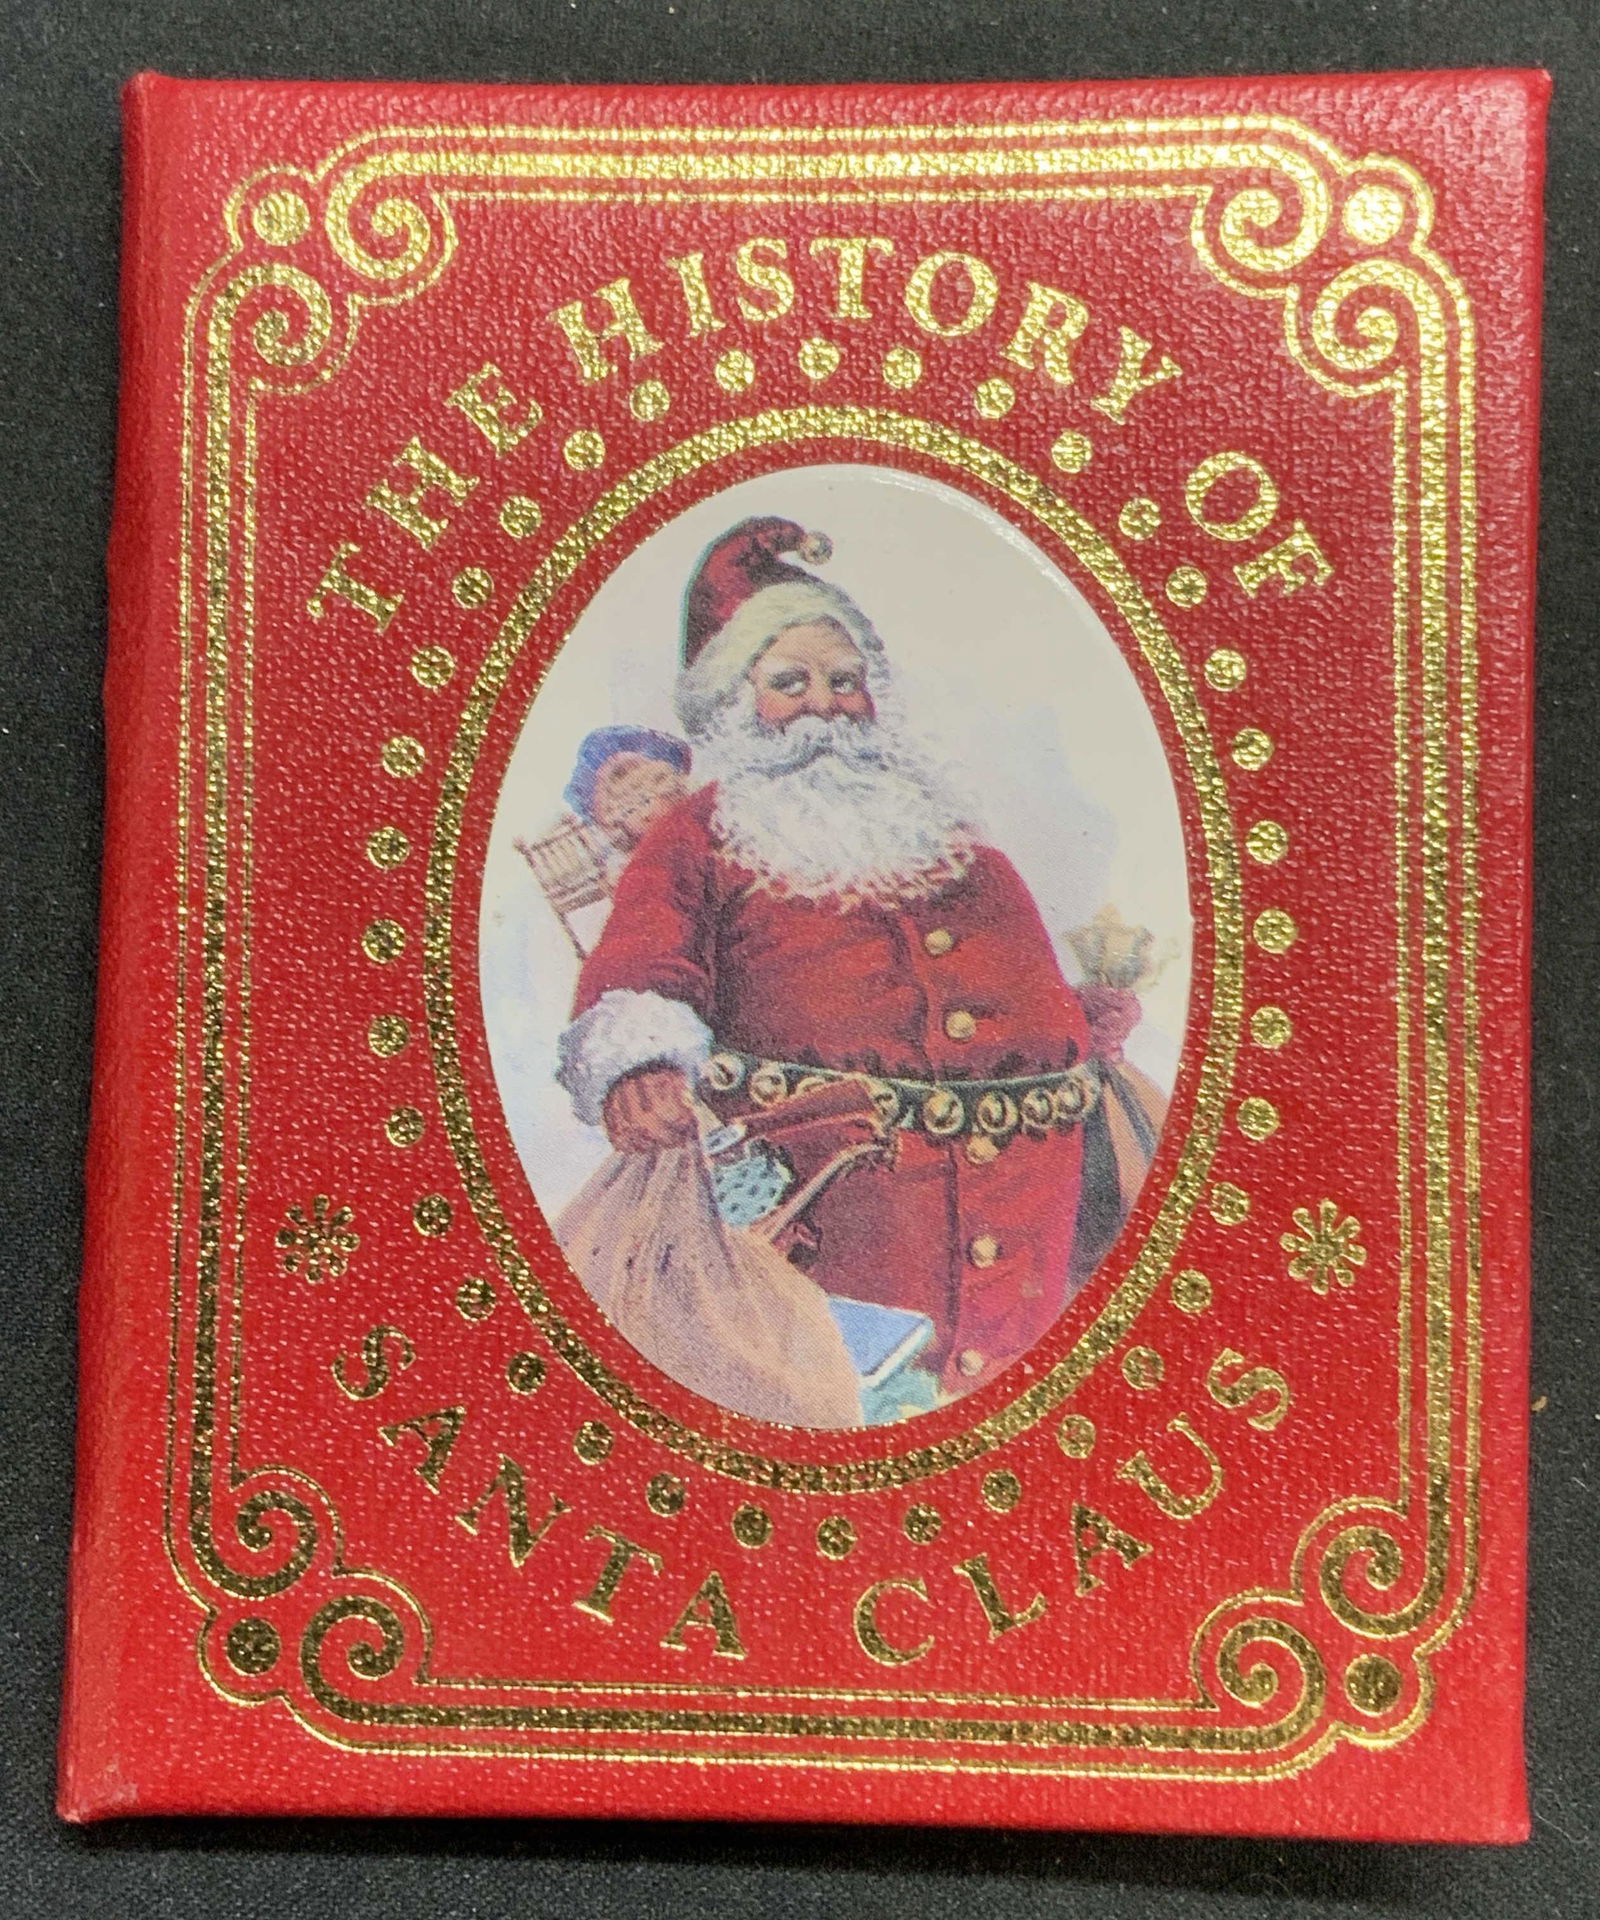 THE HISTORY OF
SANTA CLAUS